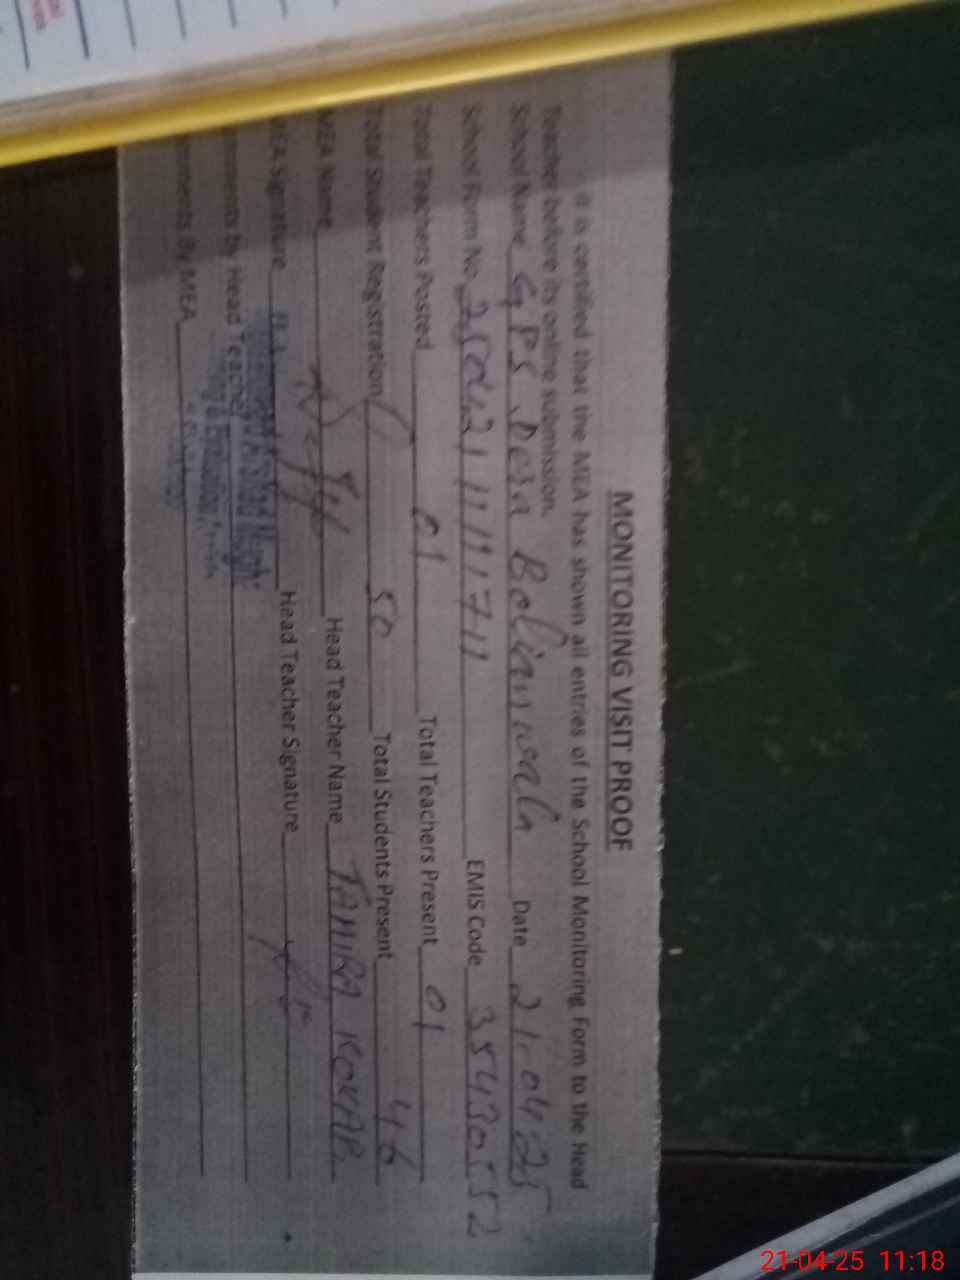 MONITORING VISIT PROOF
it is certified that the MEA has shown all entries of the School Monitoring Form to the Head
Teacher before its online submission.
School Name GPS Dera Bolianwala Date 21-04-25
School Form No. EMIS Code 38430552
Total Teachers Posted 01 Total Teachers Present 01
Total Student Registration 50 Total Students Present 46
MEA Name Head Teacher Name TAHIRA
MEA Signature Head Teacher Signature
by Head Teacher
By MEA
21-04-25 11:18